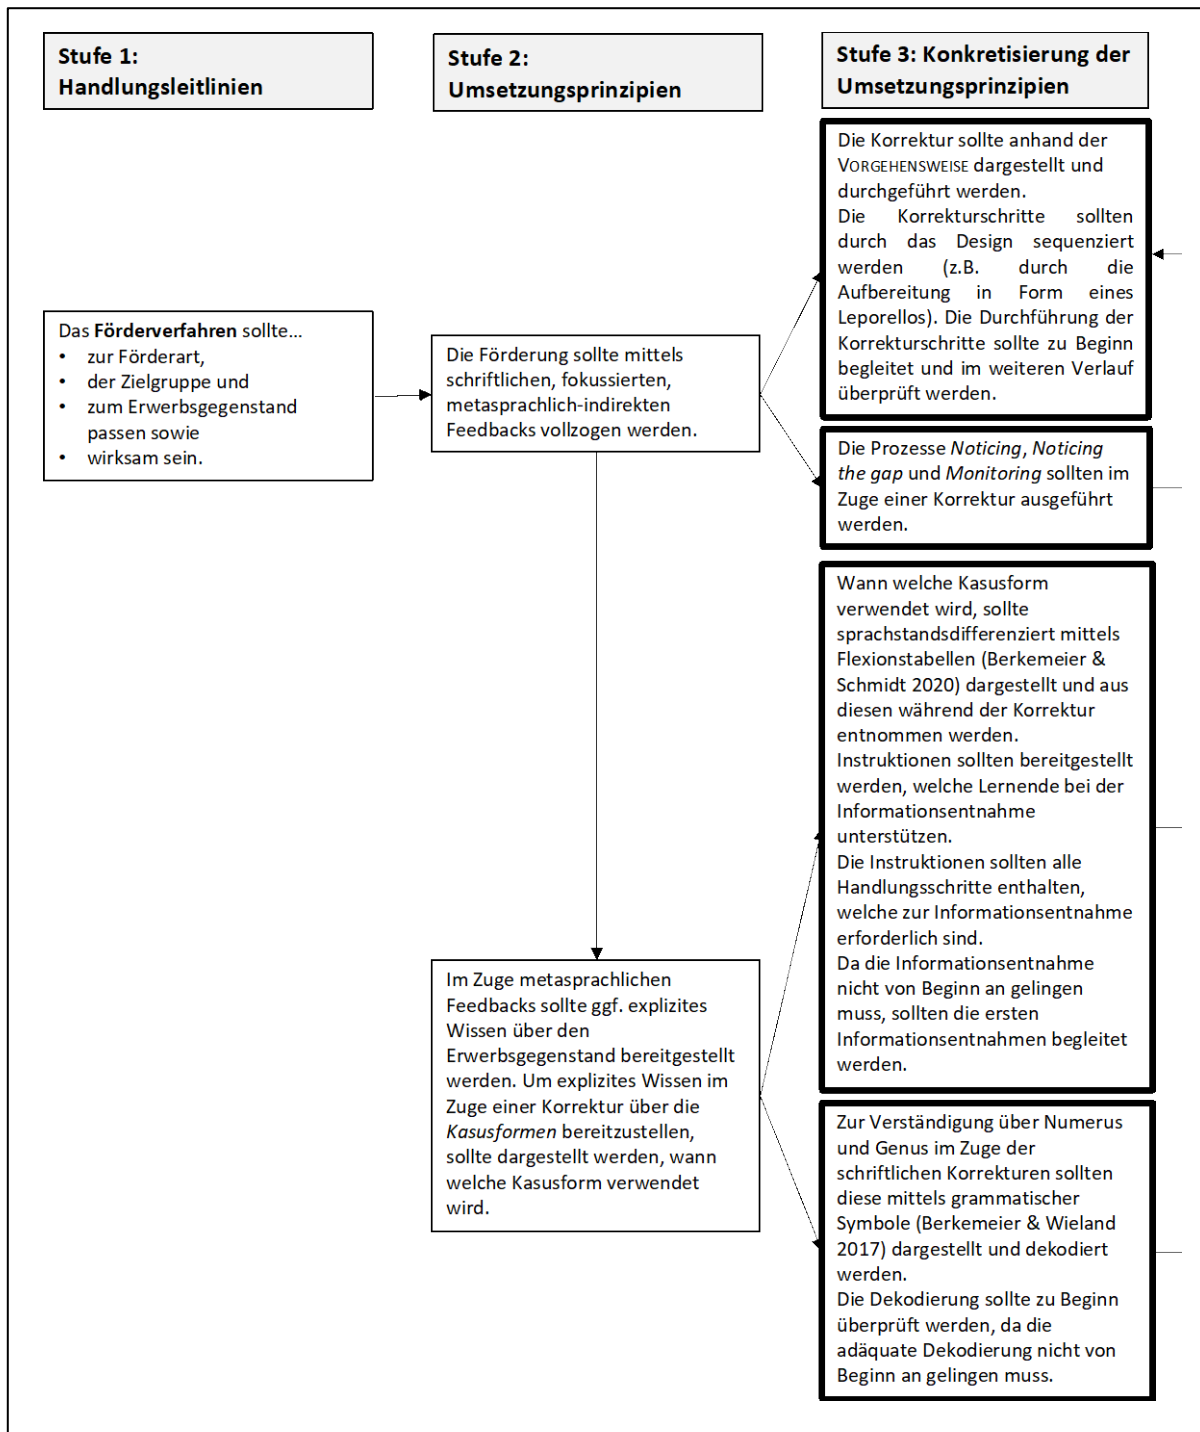 Stufe 1:
Handlungsleitlinien
Stufe 2:
Umsetzungsprinzipien
Stufe 3: Konkretisierung der
Umsetzungsprinzipien
Das Förderverfahren sollte…
• zur Förderart,
• der Zielgruppe und
• zum Erwerbsgegenstand
passen sowie
• wirksam sein.
Die Förderung sollte mittels
schriftlichen, fokussierten,
metasprachlich-indirekten
Feedbacks vollzogen werden.
Im Zuge metasprachlichen
Feedbacks sollte ggf. explizites
Wissen über den
Erwerbsgegenstand bereitgestellt
werden. Um explizites Wissen im
Zuge einer Korrektur über die
Kasusformen bereitzustellen,
sollte dargestellt werden, wann
welche Kasusform verwendet
wird.
Die Korrektur sollte anhand der
VORGEHENSWEISE dargestellt und
durchgeführt werden.
Die Korrekturschritte sollten
durch das Design sequenziert
werden (z.B. durch die
Aufbereitung in Form eines
Leporellos). Die Durchführung der
Korrekturschritte sollte zu Beginn
begleitet und im weiteren Verlauf
überprüft werden.
Die Prozesse Noticing, Noticing
the gap und Monitoring sollten im
Zuge einer Korrektur ausgeführt
werden.
Wann welche Kasusform
verwendet wird, sollte
sprachstandsdifferenziert mittels
Flexionstabellen (Berkemeier &
Schmidt 2020) dargestellt und aus
diesen während der Korrektur
entnommen werden.
Instruktionen sollten bereitgestellt
werden, welche Lernende bei der
Informationsentnahme
unterstützen.
Die Instruktionen sollten alle
Handlungsschritte enthalten,
welche zur Informationsentnahme
erforderlich sind.
Da die Informationsentnahme
nicht von Beginn an gelingen
muss, sollten die ersten
Informationsentnahmen begleitet
werden.
Zur Verständigung über Numerus
und Genus im Zuge der
schriftlichen Korrekturen sollten
diese mittels grammatischer
Symbole (Berkemeier & Wieland
2017) dargestellt und dekodiert
werden.
Die Dekodierung sollte zu Beginn
überprüft werden, da die
adäquate Dekodierung nicht von
Beginn an gelingen muss.